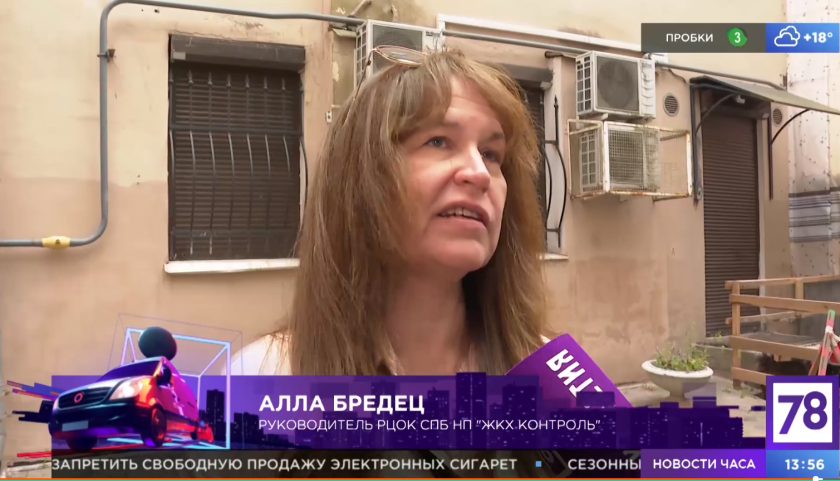 ПРОБКИ 3 +18°
ИЗВ
АЛЛА БРЕДЕЦ
РУКОВОДИТЕЛЬ РЦОК СПБ НП "ЖКХ КОНТРОЛЬ"
78
ЗАПРЕТИТЬ СВОБОДНУЮ ПРОДАЖУ ЭЛЕКТРОННЫХ СИГАРЕТ СЕЗОННЫ НОВОСТИ ЧАСА 13:56